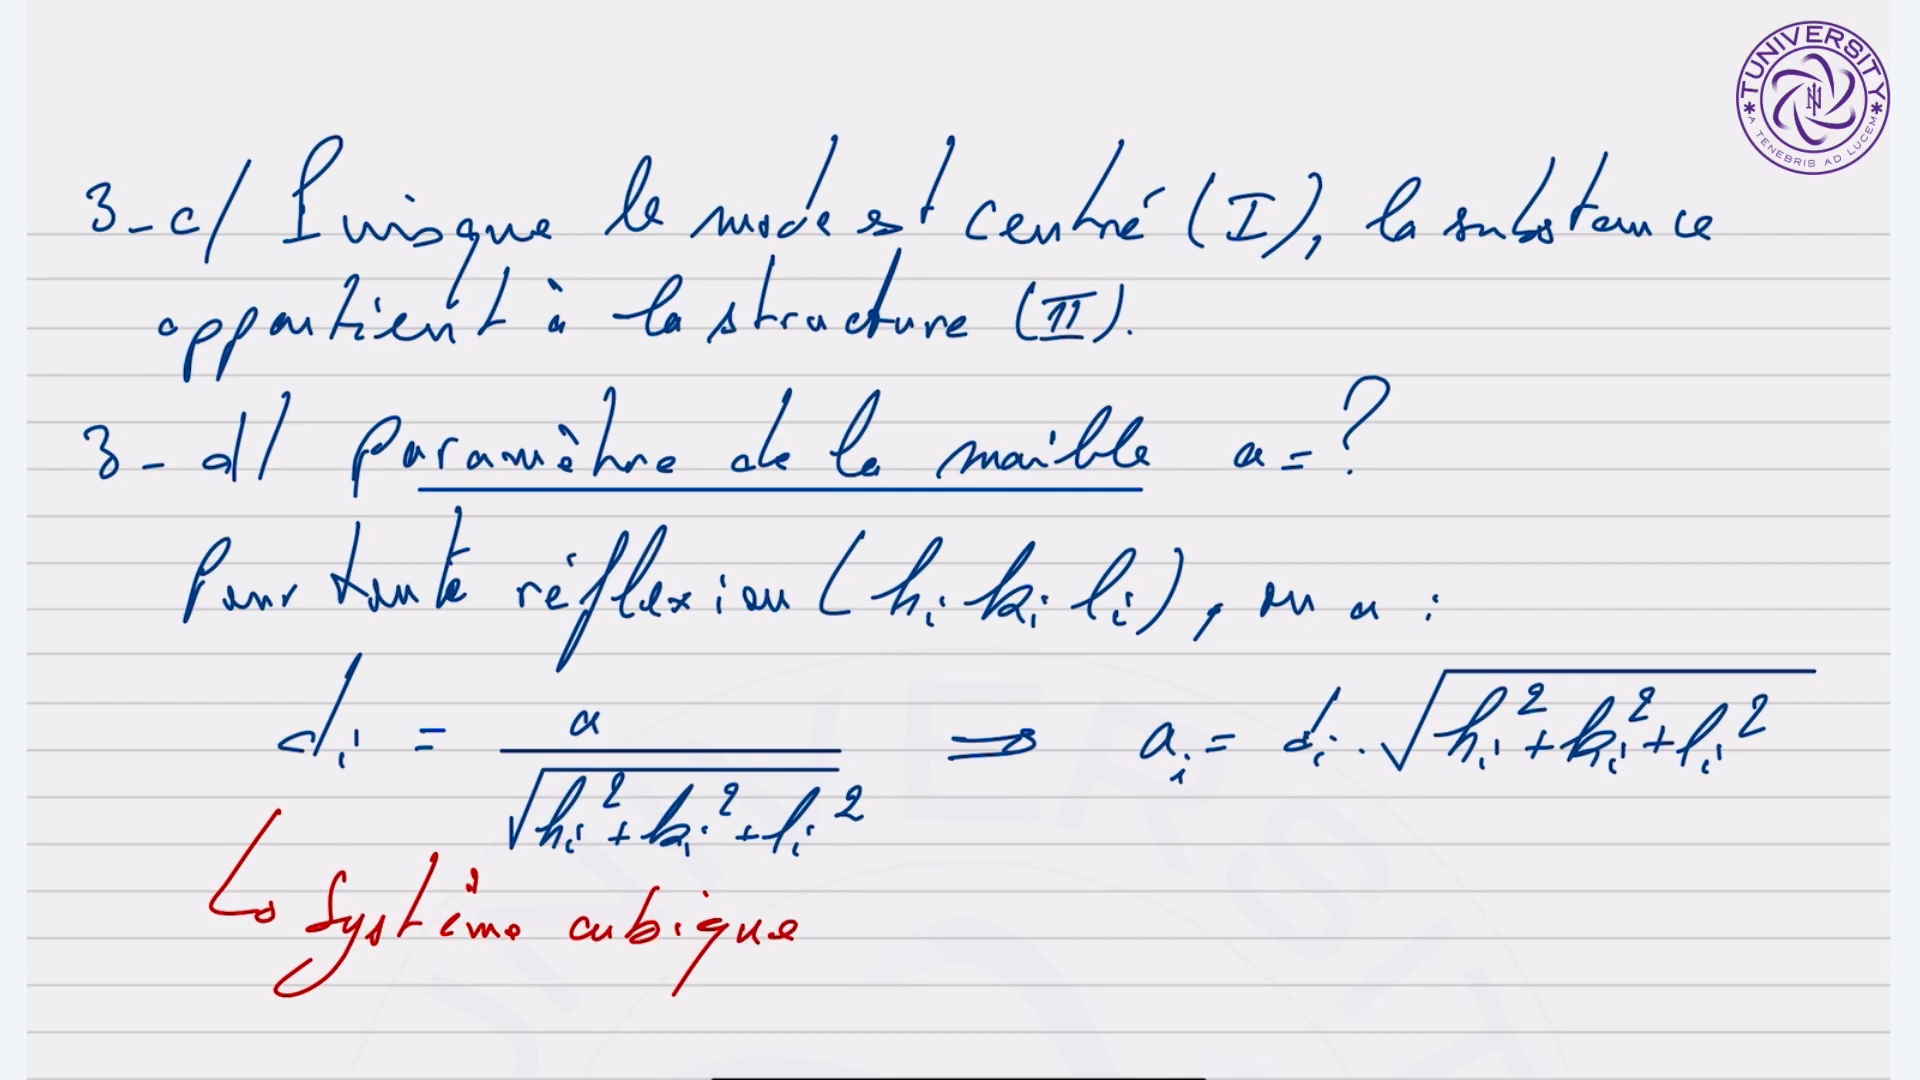 TUNIVERSITY
A TENEBRIS AD LUCEM
3-c/ Puisque le mode est centré (I), la substance
appartient à la structure (II).
3-d/ Paramètre de la maille a=?
Pour toute réflexion (hᵢ kᵢ lᵢ), on a :
dᵢ = a / √(hᵢ² + kᵢ² + lᵢ²) ⇒ aᵢ = dᵢ . √(hᵢ² + kᵢ² + lᵢ²)
↳ Système cubique